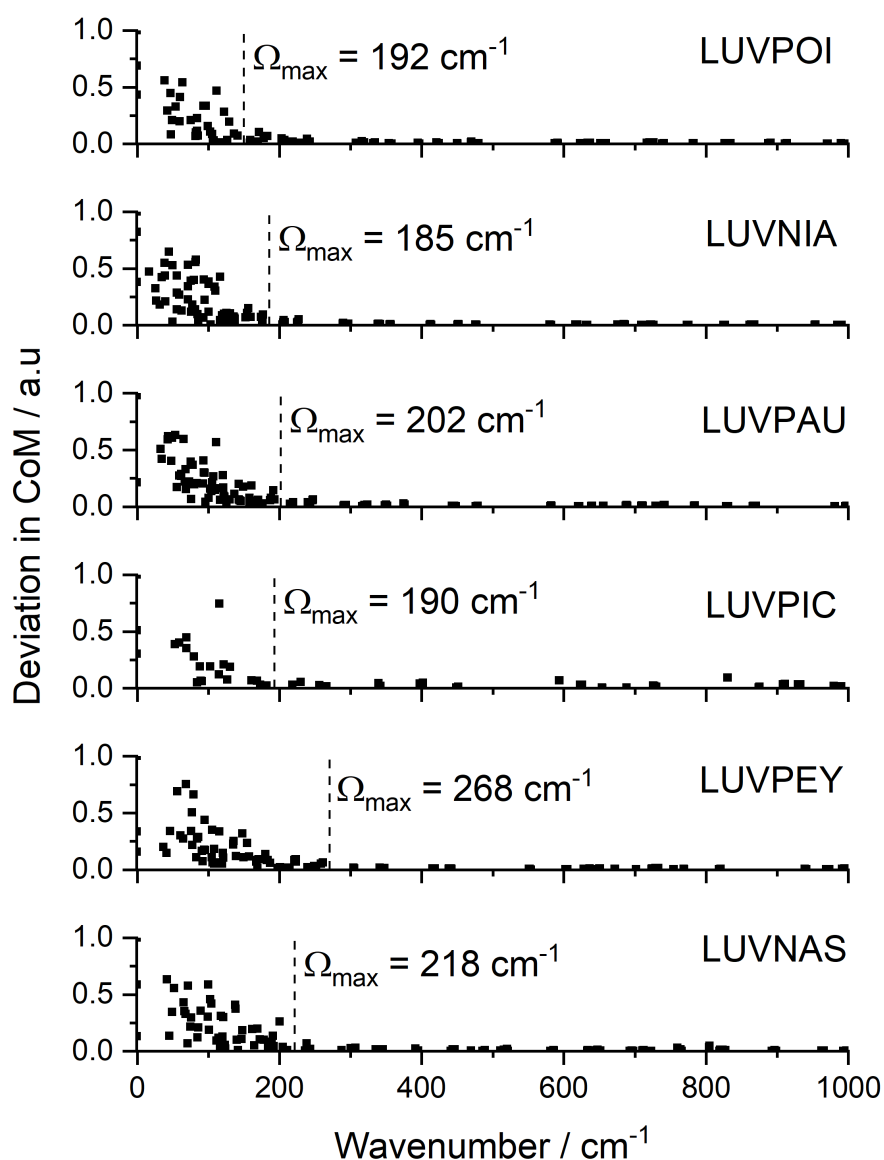 Deviation in CoM / a.u
1.0
0.5
0.0
Ωmax = 192 cm-1
LUVPOI
1.0
0.5
0.0
Ωmax = 185 cm-1
LUVNIA
1.0
0.5
0.0
Ωmax = 202 cm-1
LUVPAU
1.0
0.5
0.0
Ωmax = 190 cm-1
LUVPIC
1.0
0.5
0.0
Ωmax = 268 cm-1
LUVPEY
1.0
0.5
0.0
Ωmax = 218 cm-1
LUVNAS
0 200 400 600 800 1000
Wavenumber / cm-1